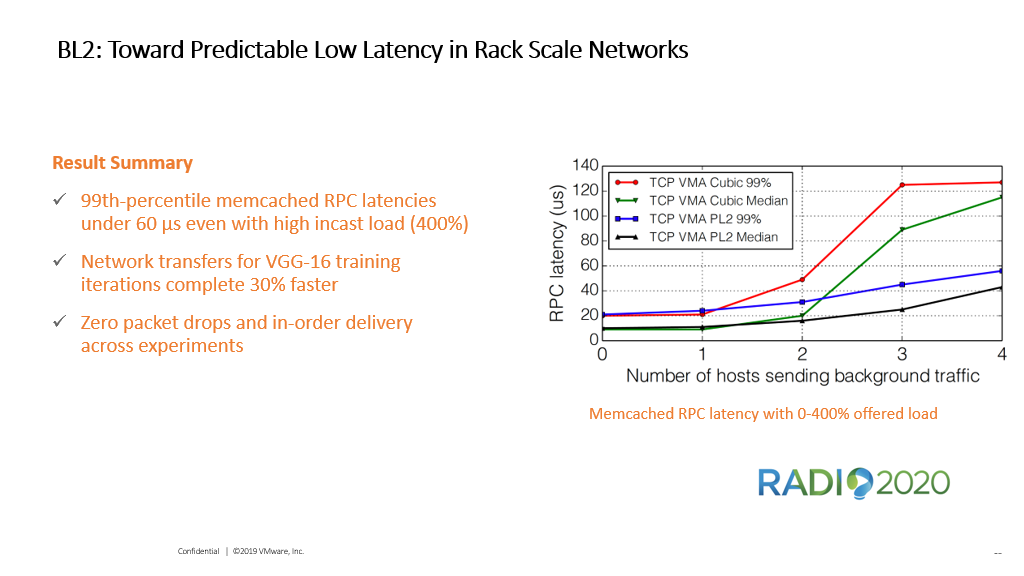 BL2: Toward Predictable Low Latency in Rack Scale Networks
Result Summary
✓ 99th-percentile memcached RPC latencies
under 60 µs even with high incast load (400%)
✓ Network transfers for VGG-16 training
iterations complete 30% faster
✓ Zero packet drops and in-order delivery
across experiments
RPC latency (us)
140
120
100
80
60
40
20
0
TCP VMA Cubic 99%
TCP VMA Cubic Median
TCP VMA PL2 99%
TCP VMA PL2 Median
0 1 2 3 4
Number of hosts sending background traffic
Memcached RPC latency with 0-400% offered load
RADIO2020
Confidential | ©2019 VMware, Inc.